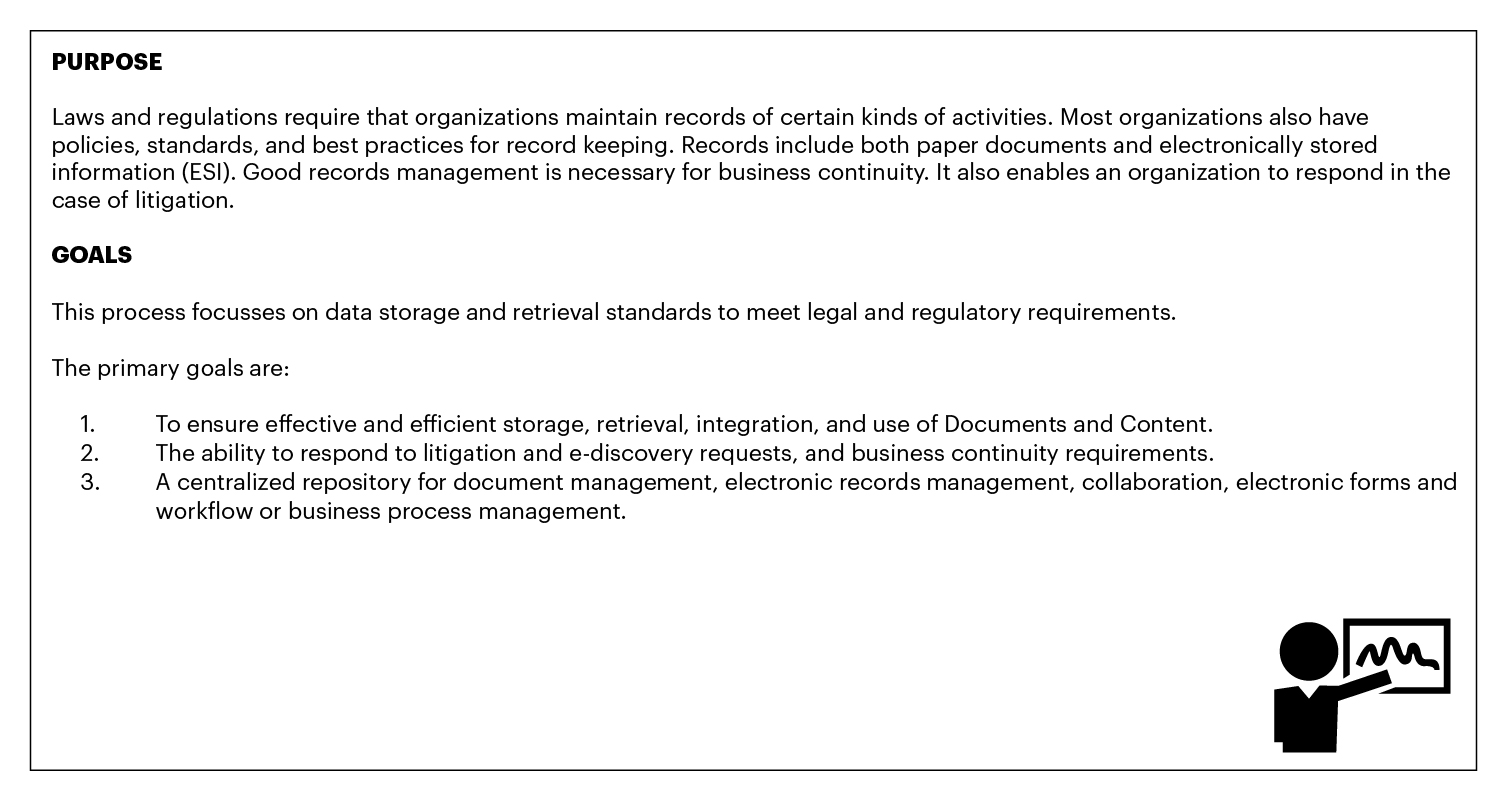 PURPOSE
Laws and regulations require that organizations maintain records of certain kinds of activities. Most organizations also have
policies, standards, and best practices for record keeping. Records include both paper documents and electronically stored
information (ESI). Good records management is necessary for business continuity. It also enables an organization to respond in the
case of litigation.
GOALS
This process focusses on data storage and retrieval standards to meet legal and regulatory requirements.
The primary goals are:
1. To ensure effective and efficient storage, retrieval, integration, and use of Documents and Content.
2. The ability to respond to litigation and e-discovery requests, and business continuity requirements.
3. A centralized repository for document management, electronic records management, collaboration, electronic forms and
workflow or business process management.